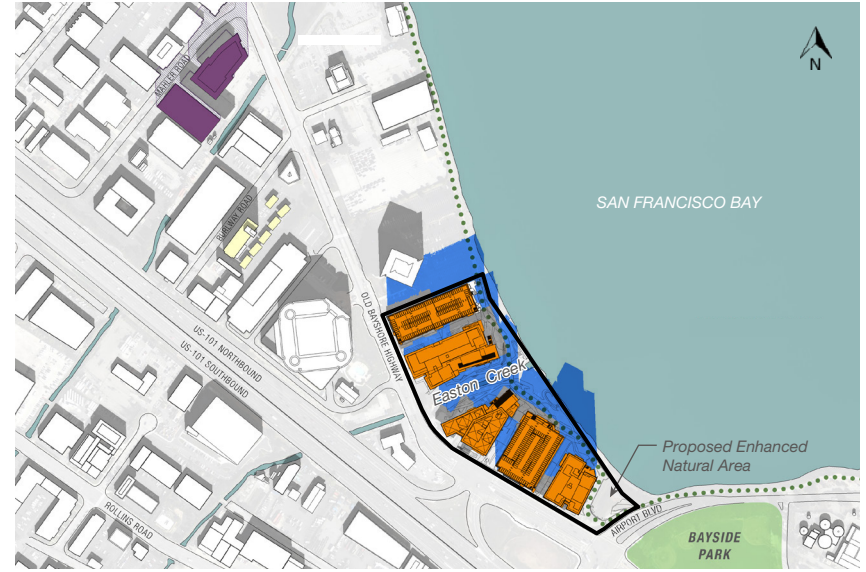 MAHLER ROAD
N
SAN FRANCISCO BAY
BURLWAY ROAD
OLD BAYSHORE HIGHWAY
US-101 NORTHBOUND
US-101 SOUTHBOUND
Easton Creek
Proposed Enhanced
Natural Area
ROLLINS ROAD
AIRPORT BLVD
BAYSIDE
PARK